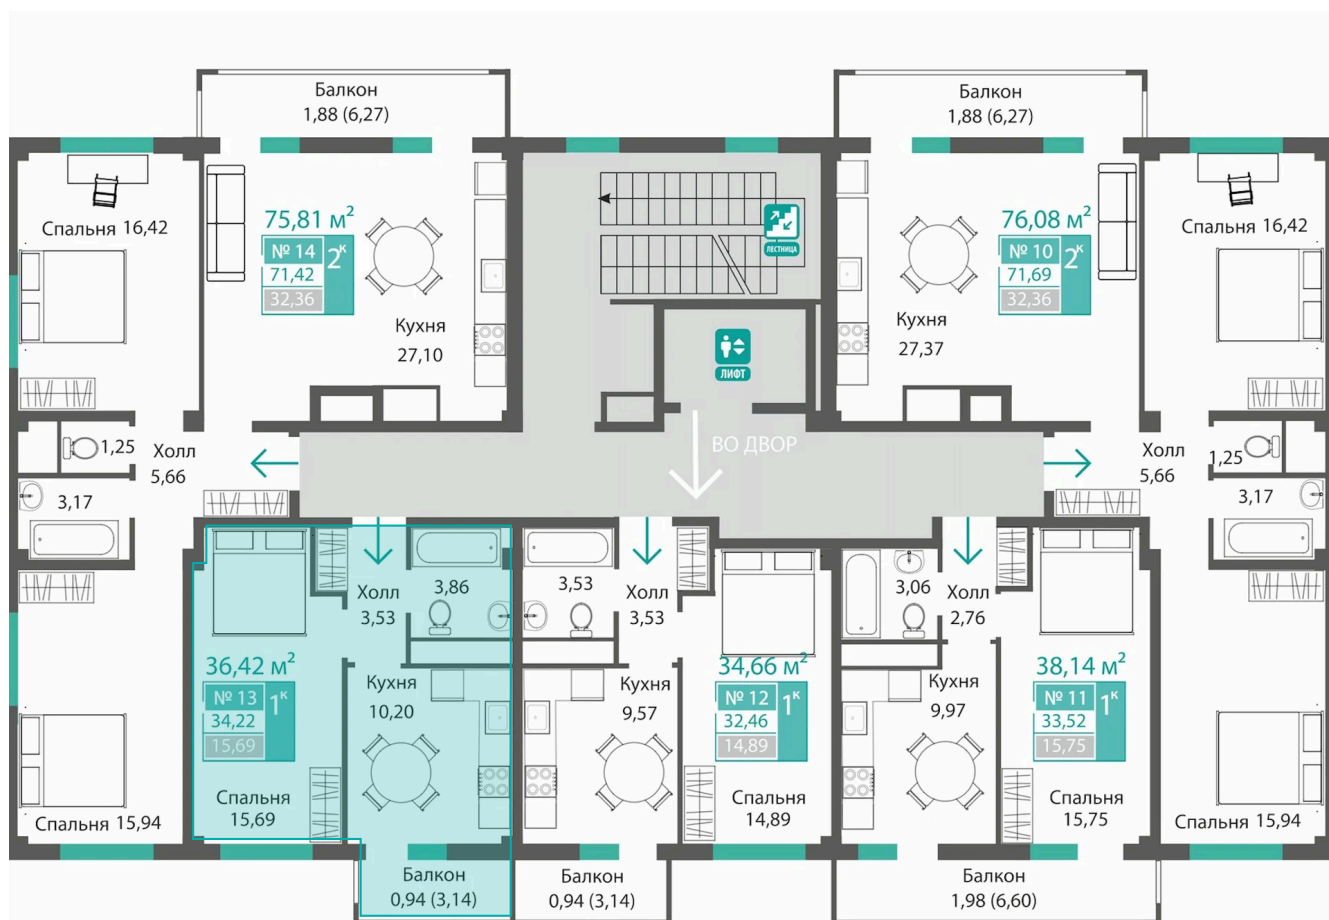 Балкон
1,88 (6,27)
Балкон
1,88 (6,27)
Спальня 16,42
75,81 м²
№ 14
71,42
32,36
2к
Кухня
27,10
ЛЕСТНИЦА
ЛИФТ
76,08 м²
№ 10
71,69
32,36
2к
Кухня
27,37
Спальня 16,42
1,25
Холл
5,66
3,17
ВО ДВОР
Холл
5,66
1,25
3,17
Холл
3,53
3,86
3,53
Холл
3,53
3,06
Холл
2,76
36,42 м²
№ 13
34,22
15,69
1к
Кухня
10,20
Спальня
15,69
Кухня
9,57
34,66 м²
№ 12
32,46
14,89
1к
Спальня
14,89
Кухня
9,97
38,14 м²
№ 11
33,52
15,75
1к
Спальня
15,75
Спальня 15,94
Спальня 15,94
Балкон
0,94 (3,14)
Балкон
0,94 (3,14)
Балкон
1,98 (6,60)